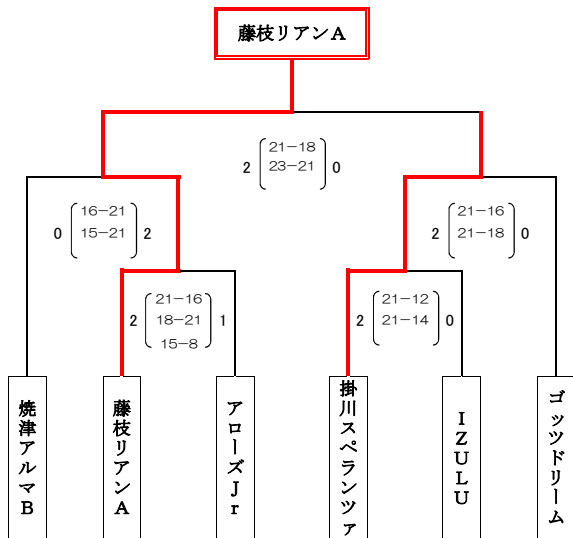 藤枝リアンA
21-18
2 23-21 0
16-21
0 15-21 2
21-16
2 21-18 0
21-16
2 18-21 1
15-8
21-12
2 21-14 0
焼津アルマB
藤枝リアンA
アローズJr
掛川スペランツァ
IZULU
ゴッツドリーム